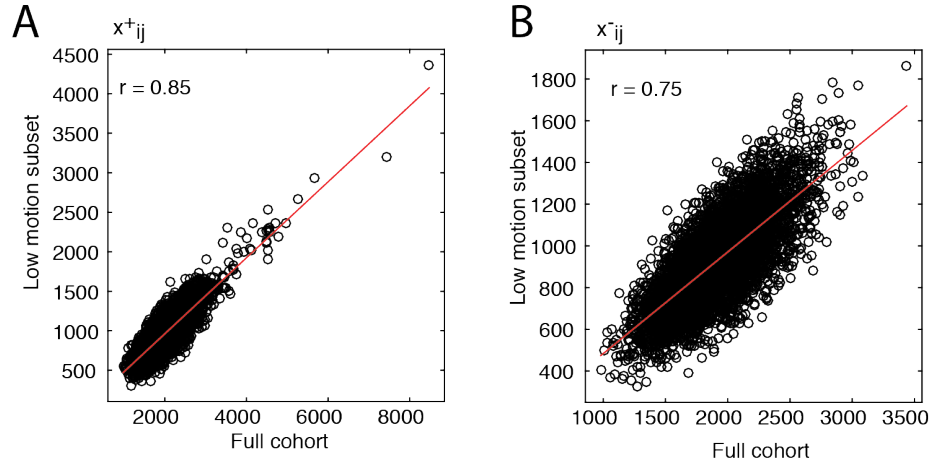 A
x+ij
r = 0.85
Low motion subset
4500
4000
3500
3000
2500
2000
1500
1000
500
2000 4000 6000 8000
Full cohort
B
x-ij
r = 0.75
Low motion subset
1800
1600
1400
1200
1000
800
600
400
1000 1500 2000 2500 3000 3500
Full cohort